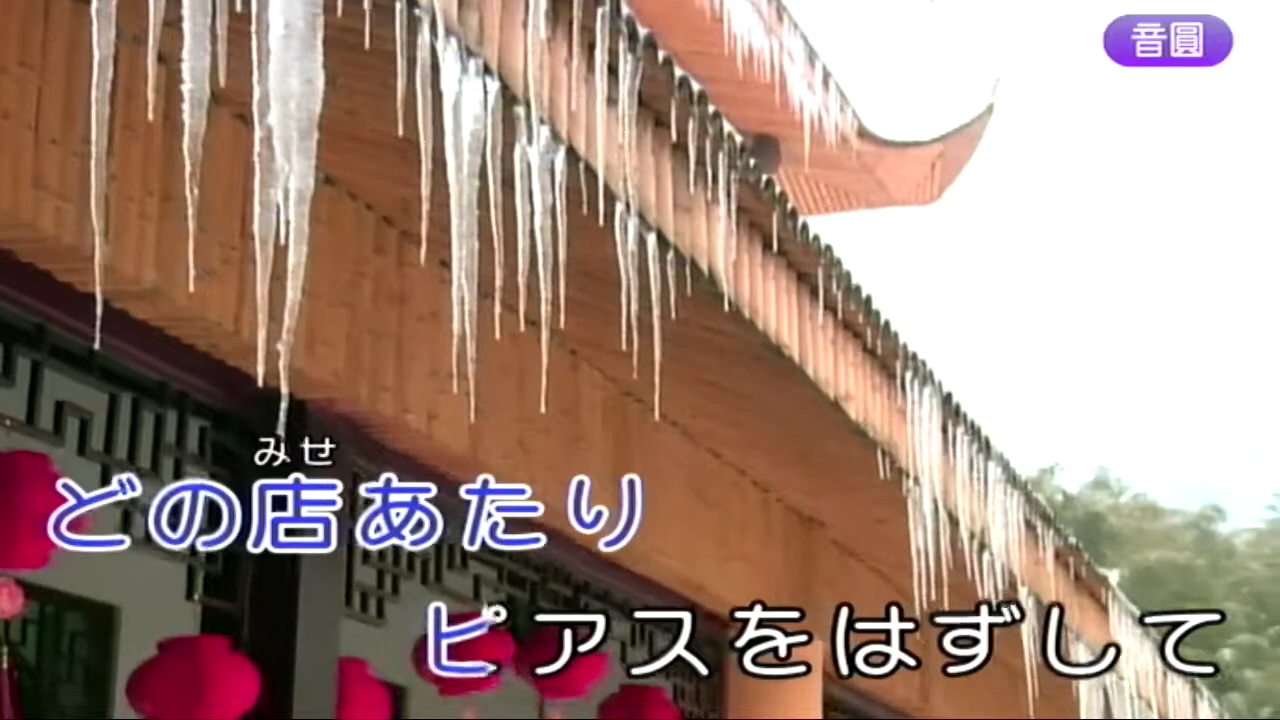 音圓
みせ
どの店あたり
ピアスをはずして